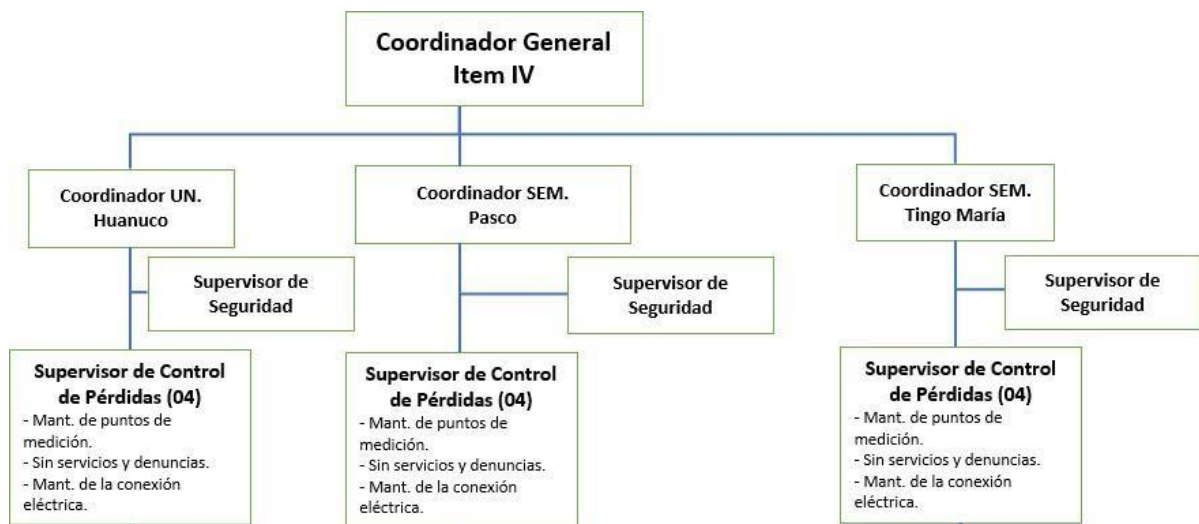 Coordinador General
Item IV
Coordinador UN.
Huanuco
Coordinador SEM.
Pasco
Coordinador SEM.
Tingo María
Supervisor de
Seguridad
Supervisor de
Seguridad
Supervisor de
Seguridad
Supervisor de Control
de Pérdidas (04)
- Mant. de puntos de
medición.
- Sin servicios y denuncias.
- Mant. de la conexión
eléctrica.
Supervisor de Control
de Pérdidas (04)
- Mant. de puntos de
medición.
- Sin servicios y denuncias.
- Mant. de la conexión
eléctrica.
Supervisor de Control
de Pérdidas (04)
- Mant. de puntos de
medición.
- Sin servicios y denuncias.
- Mant. de la conexión
eléctrica.